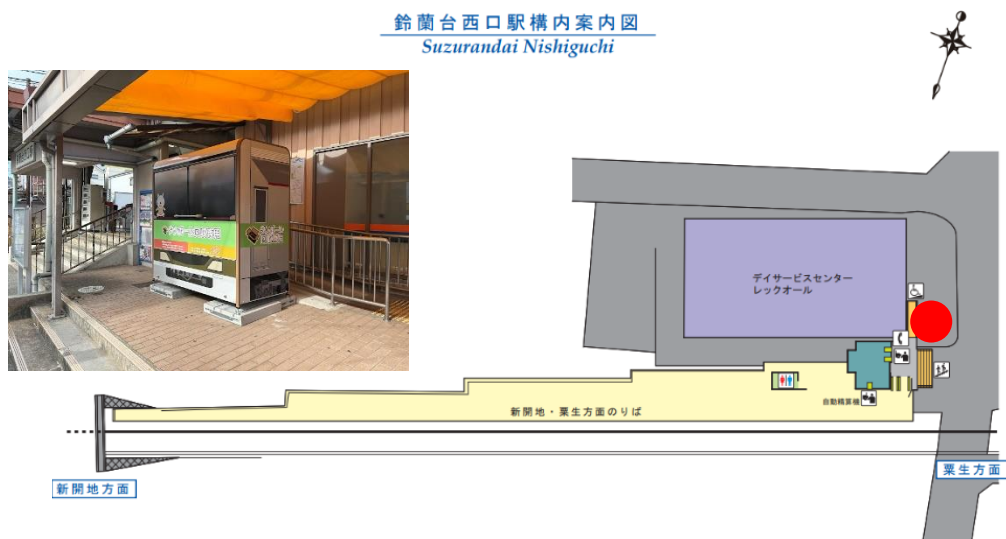 鈴蘭台西口駅構内案内図
Suzurandai Nishiguchi
デイサービスセンター
レックオール
自動精算機
新開地・粟生方面のりば
新開地方面
粟生方面